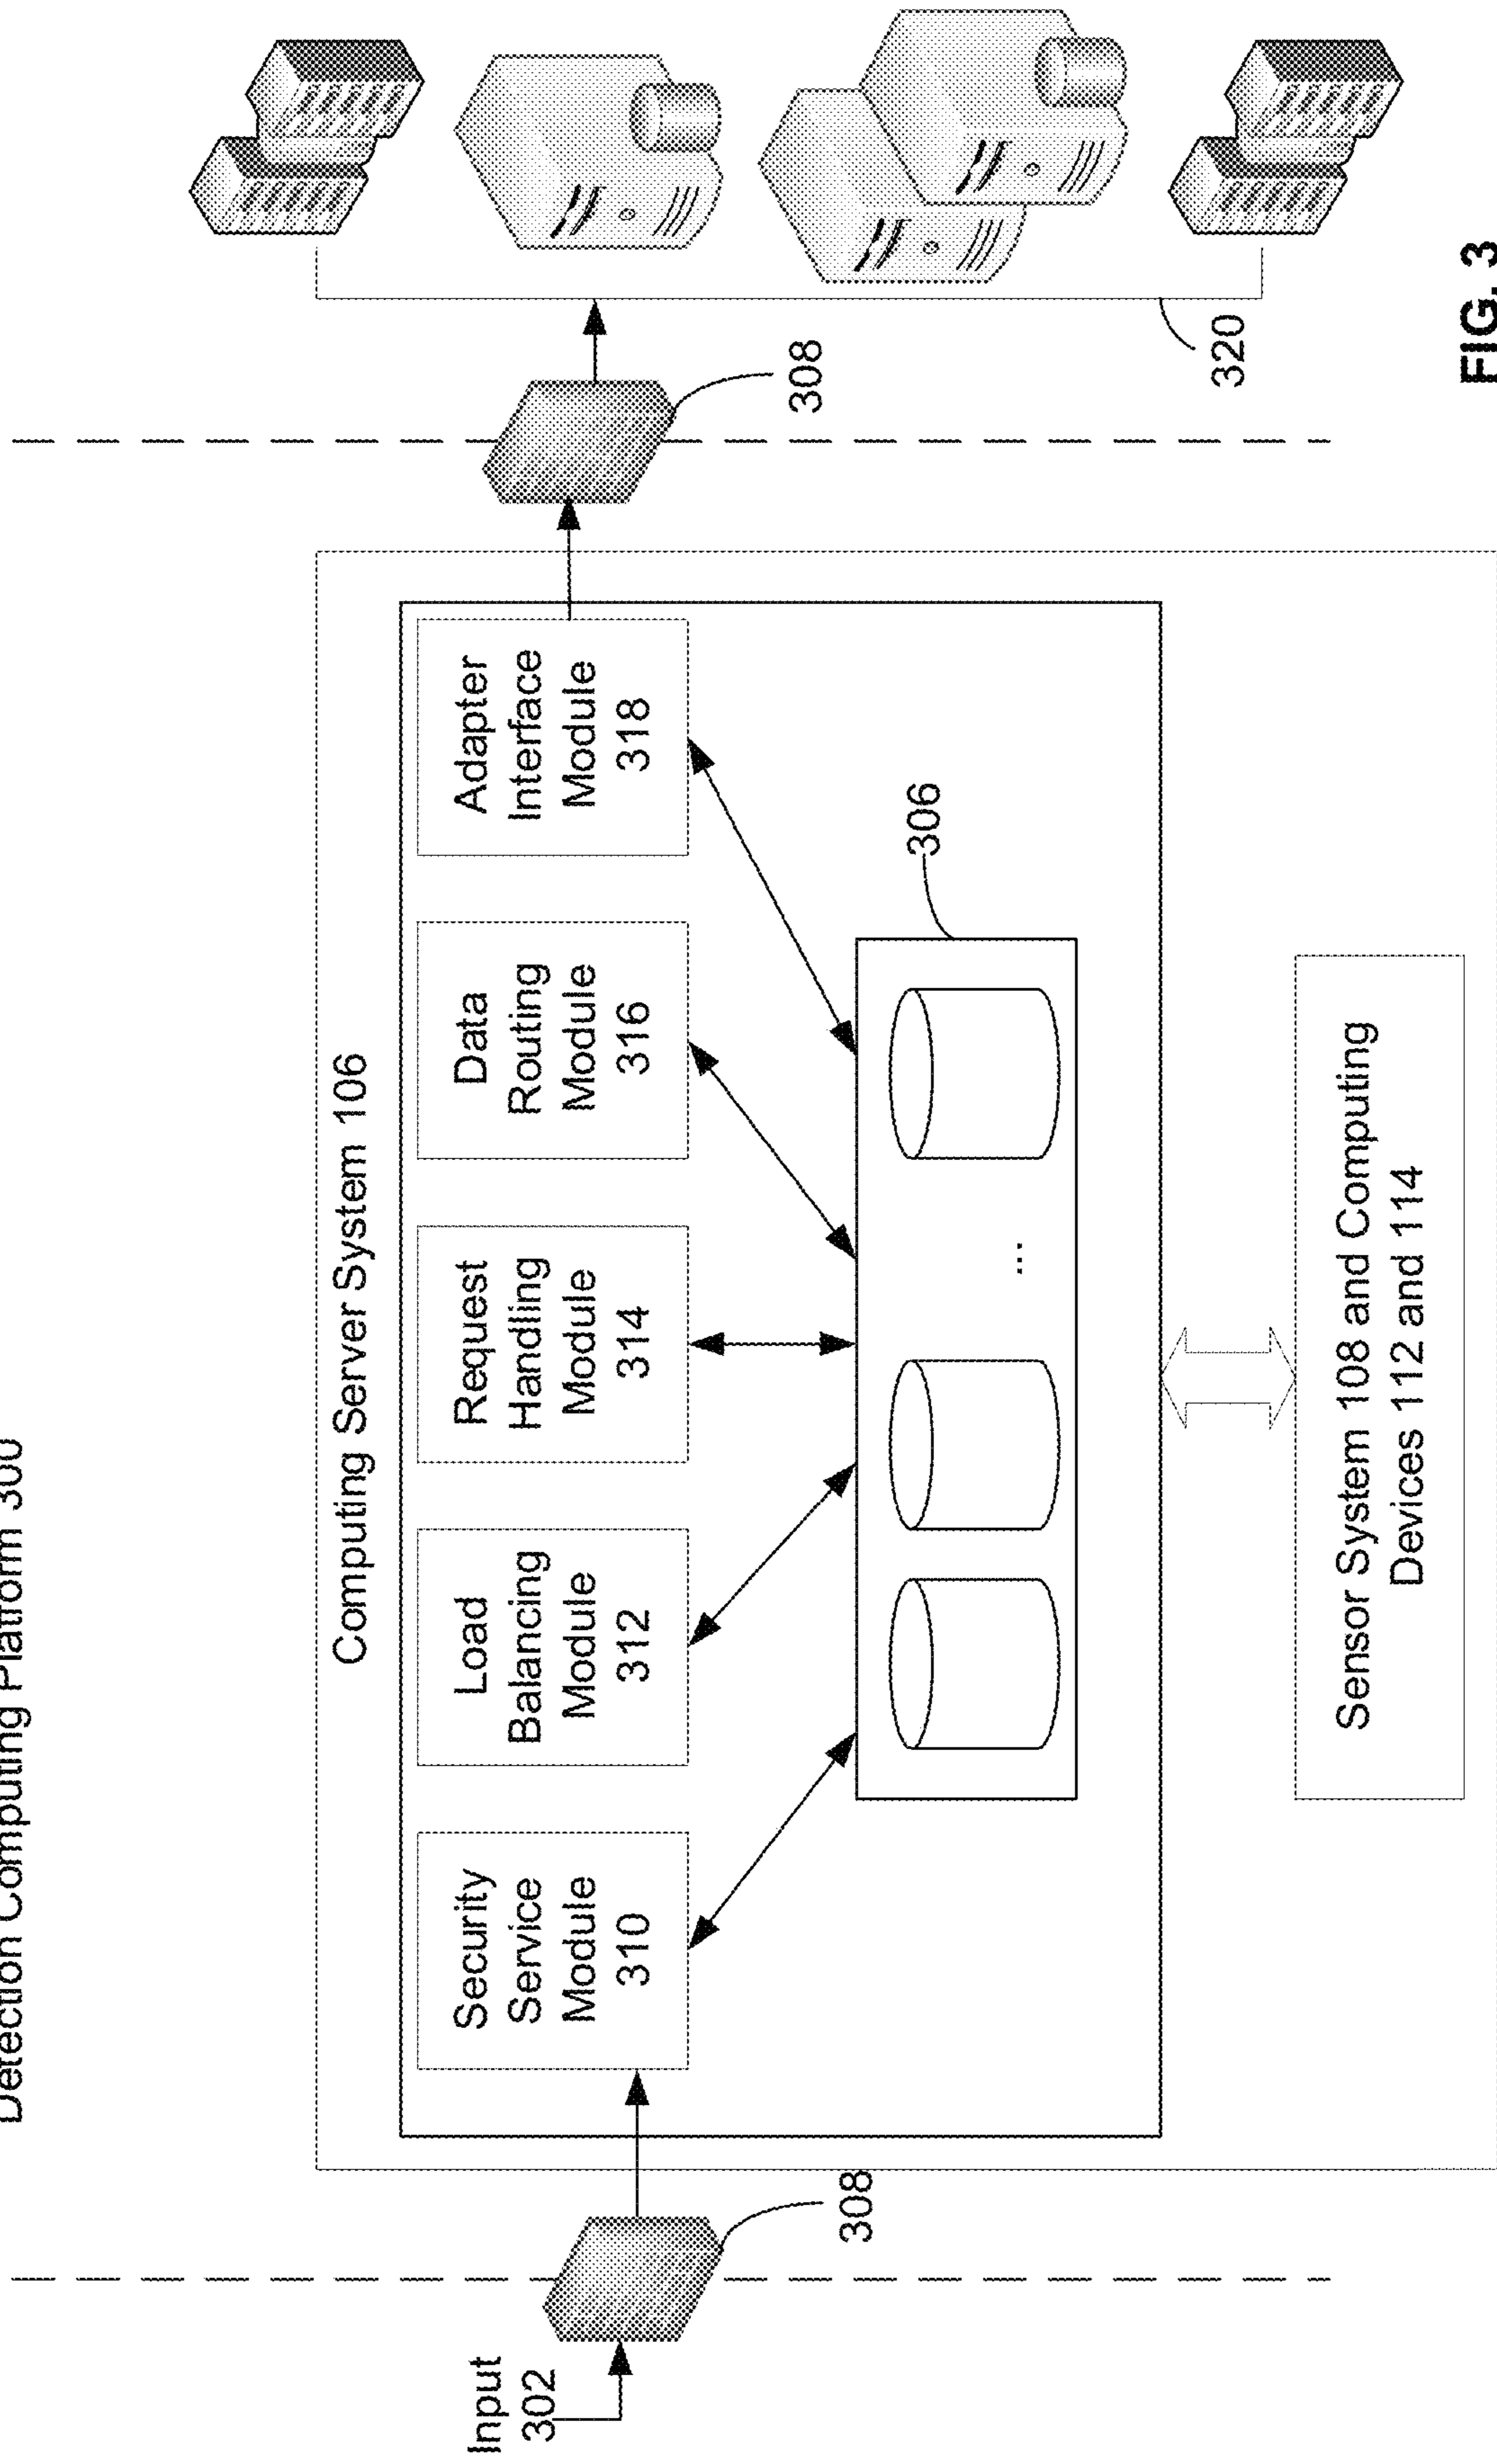 Detection Computing Platform 300
Computing Server System 106
Input
302
308
Security
Service
Module
310
Load
Balancing
Module
312
Request
Handling
Module
314
Data
Routing
Module
316
Adapter
Interface
Module
318
306
...
308
320
Sensor System 108 and Computing
Devices 112 and 114
FIG. 3